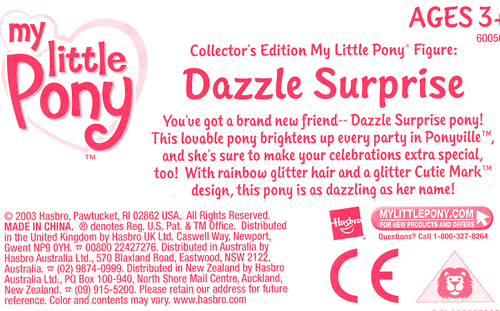 my
little
Pony
TM
AGES 3+
6005
Collector's Edition My Little Pony® Figure:
Dazzle Surprise
You've got a brand new friend-- Dazzle Surprise pony!
This lovable pony brightens up every party in Ponyville™,
and she's sure to make your celebrations extra special,
too! With rainbow glitter hair and a glitter Cutie Mark™
design, this pony is as dazzling as her name!
© 2003 Hasbro, Pawtucket, RI 02862 USA. All Rights Reserved.
MADE IN CHINA. ® denotes Reg. U.S. Pat. & TM Office. Distributed
in the United Kingdom by Hasbro UK Ltd. Caswell Way, Newport,
Gwent NP9 0YH. ☎ 00800 22427276. Distributed in Australia by
Hasbro Australia Ltd., 570 Blaxland Road, Eastwood, NSW 2122,
Australia. ☎ (02) 9874-0999. Distributed in New Zealand by Hasbro
Australia Ltd., PO Box 100-940, North Shore Mail Centre, Auckland,
New Zealand. ☎ (09) 915-5200. Please retain our address for future
reference. Color and contents may vary. www.hasbro.com
Hasbro
MYLITTLEPONY.COM
FOR NEW PRODUCTS AND OFFERS
Questions? Call 1-800-327-8264
CE